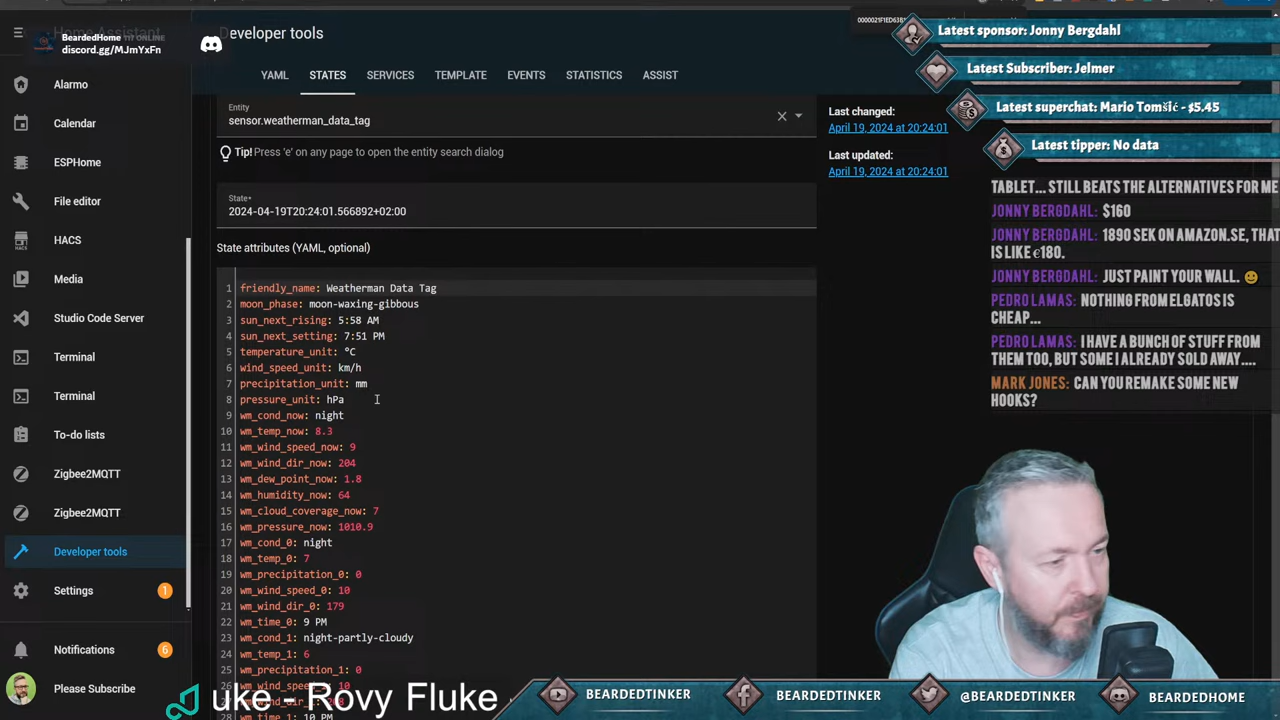 BeardedHome
discord.gg/MJmYxFn
Developer tools
YAML
STATES
SERVICES
TEMPLATE
EVENTS
STATISTICS
ASSIST
Alarmo
Calendar
ESPHome
File editor
HACS
Media
Studio Code Server
Terminal
Terminal
To-do lists
Zigbee2MQTT
Zigbee2MQTT
Developer tools
Settings
1
Notifications
6
Please Subscribe
Entity
sensor.weatherman_data_tag
Tip! Press 'e' on any page to open the entity search dialog
State*
2024-04-19T20:24:01.566892+02:00
State attributes (YAML, optional)
1 friendly_name: Weatherman Data Tag
2 moon_phase: moon-waxing-gibbous
3 sun_next_rising: 5:58 AM
4 sun_next_setting: 7:51 PM
5 temperature_unit: °C
6 wind_speed_unit: km/h
7 precipitation_unit: mm
8 pressure_unit: hPa
9 wm_cond_now: night
10 wm_temp_now: 8.3
11 wm_wind_speed_now: 9
12 wm_wind_dir_now: 204
13 wm_dew_point_now: 1.8
14 wm_humidity_now: 64
15 wm_cloud_coverage_now: 7
16 wm_pressure_now: 1010.9
17 wm_cond_0: night
18 wm_temp_0: 7
19 wm_precipitation_0: 0
20 wm_wind_speed_0: 10
21 wm_wind_dir_0: 179
22 wm_time_0: 9 PM
23 wm_cond_1: night-partly-cloudy
24 wm_temp_1: 6
25 wm_precipitation_1: 0
Last changed:
April 19, 2024 at 20:24:01
Last updated:
April 19, 2024 at 20:24:01
Latest sponsor: Jonny Bergdahl
Latest Subscriber: Jelmer
Latest superchat: Mario Tomšić - $5.45
Latest tipper: No data
TABLET... STILL BEATS THE ALTERNATIVES FOR ME
JONNY BERGDAHL: $160
JONNY BERGDAHL: 1890 SEK ON AMAZON.SE, THAT
IS LIKE €180.
JONNY BERGDAHL: JUST PAINT YOUR WALL.
PEDRO LAMAS: NOTHING FROM ELGATOS IS
CHEAP...
PEDRO LAMAS: I HAVE A BUNCH OF STUFF FROM
THEM TOO, BUT SOME I ALREADY SOLD AWAY....
MARK JONES: CAN YOU REMAKE SOME NEW
HOOKS?
uke - Rovy Fluke
BEARDEDTINKER
BEARDEDTINKER
@BEARDEDTINKER
BEARDEDHOME